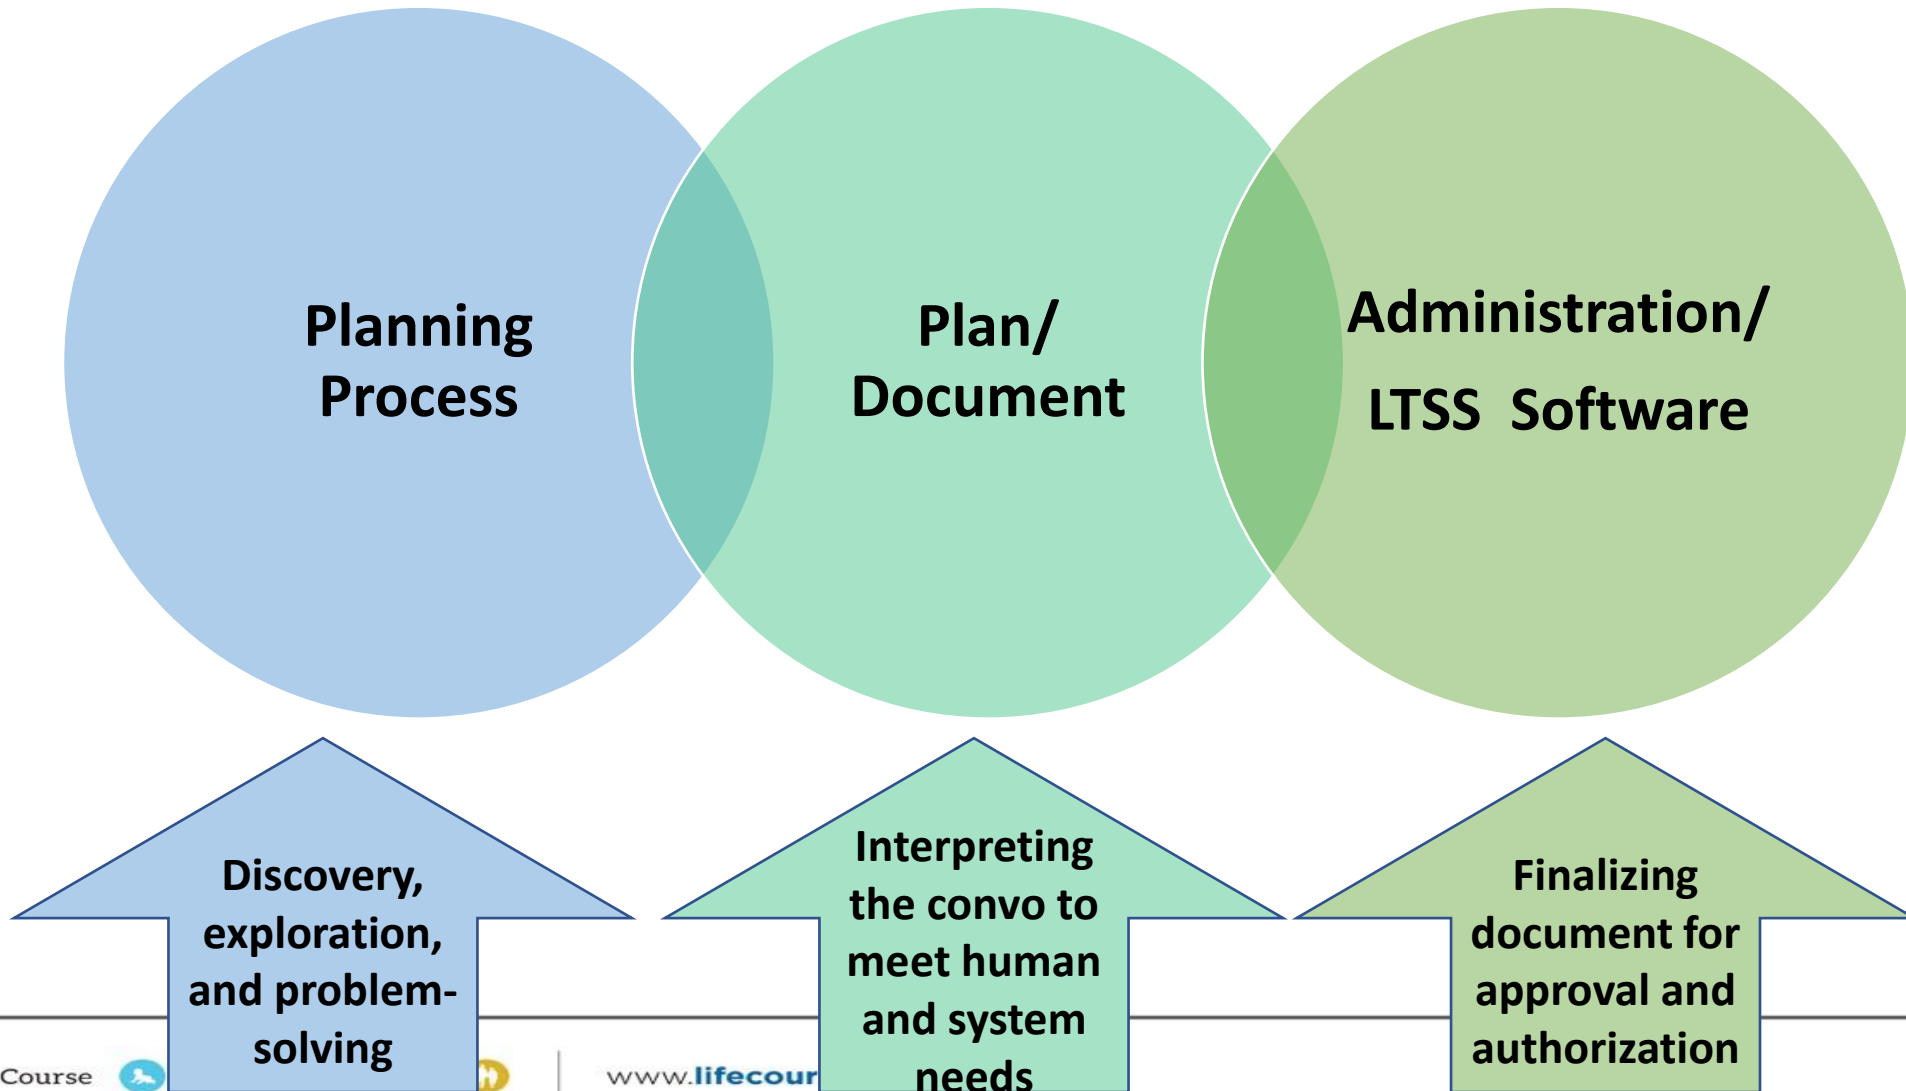 Planning
Process
Plan/
Document
Administration/
LTSS Software
Discovery,
exploration,
and problem-
solving
Interpreting
the convo to
meet human
and system
needs
Finalizing
document for
approval and
authorization
Course
www.lifecour